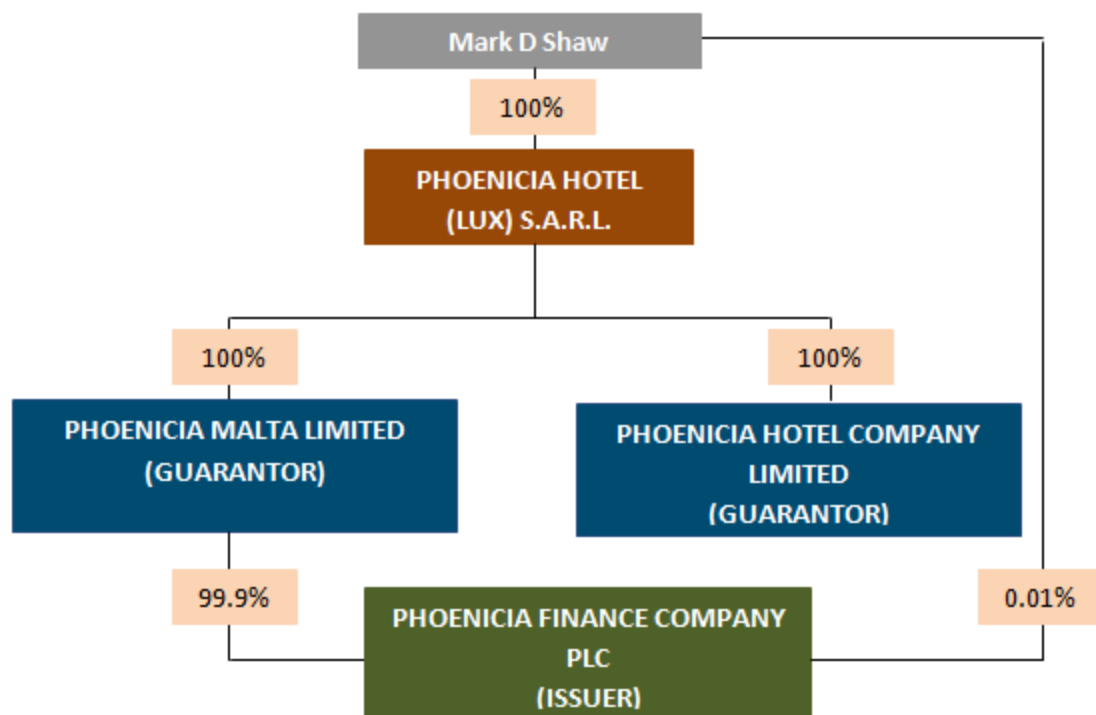 Mark D Shaw
100%
PHOENICIA HOTEL
(LUX) S.A.R.L.
100%
100%
PHOENICIA MALTA LIMITED
(GUARANTOR)
PHOENICIA HOTEL COMPANY
LIMITED
(GUARANTOR)
99.9%
0.01%
PHOENICIA FINANCE COMPANY
PLC
(ISSUER)